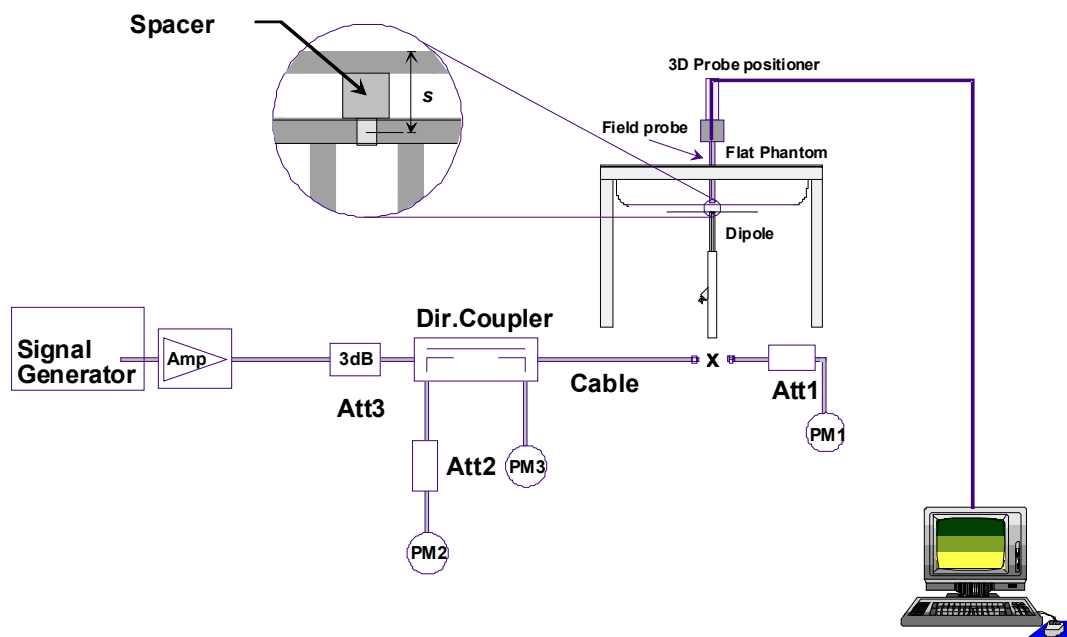 Spacer
s
3D Probe positioner
Field probe
Flat Phantom
Dipole
Dir.Coupler
Signal
Generator
Amp
3dB
Att3
Cable
x
Att1
PM1
Att2
PM3
PM2